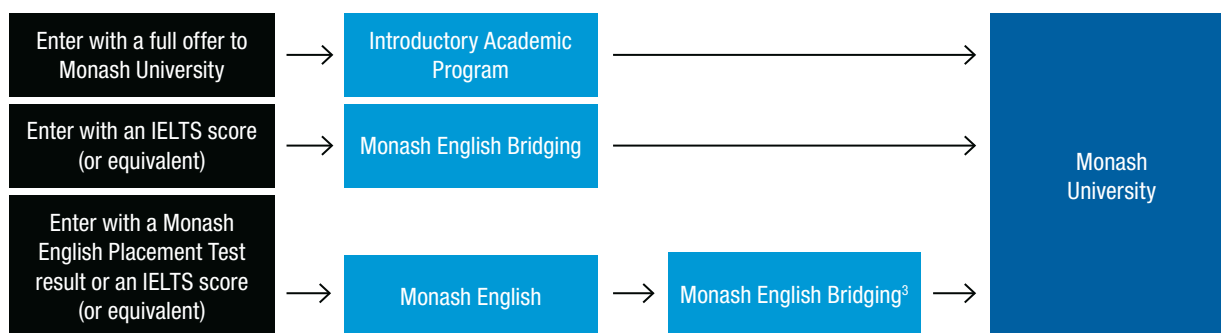 Enter with a full offer to
Monash University
Introductory Academic
Program
Enter with an IELTS score
(or equivalent)
Monash English Bridging
Monash
University
Enter with a Monash
English Placement Test
result or an IELTS score
(or equivalent)
Monash English
Monash English Bridging³